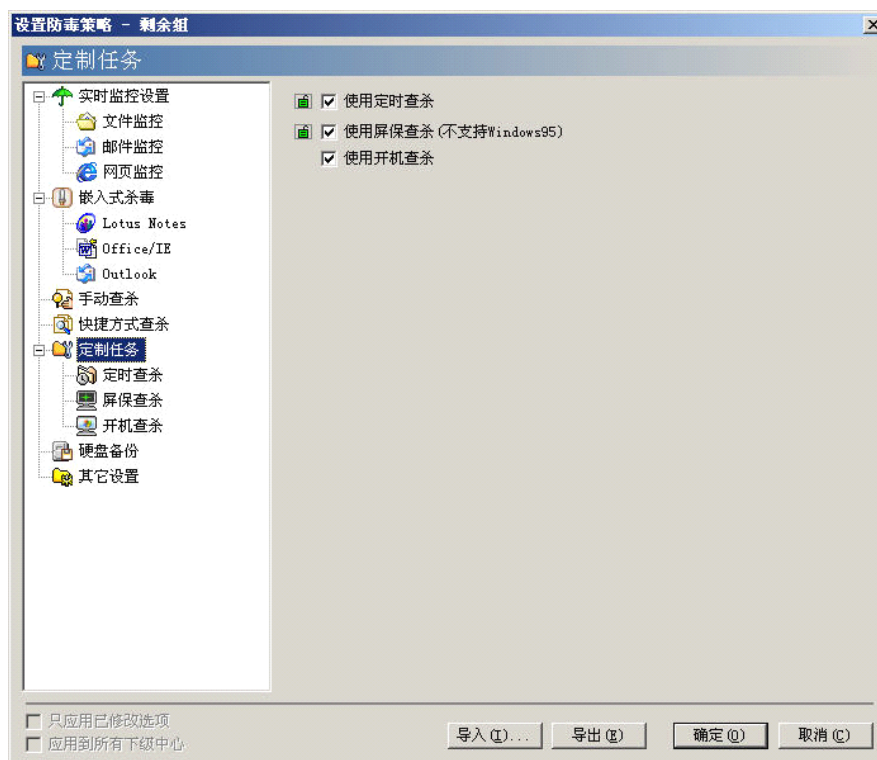 设置防毒策略 - 剩余组
定制任务
实时监控设置
文件监控
邮件监控
网页监控
嵌入式杀毒
Lotus Notes
Office/IE
Outlook
手动查杀
快捷方式查杀
定制任务
定时查杀
屏保查杀
开机查杀
硬盘备份
其它设置
使用定时查杀
使用屏保查杀(不支持Windows95)
使用开机查杀
只应用已修改选项
应用到所有下级中心
导入(I)... 导出(E) 确定(O) 取消(C)